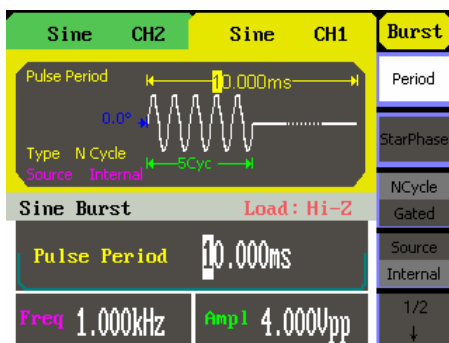 Sine CH2 Sine CH1 Burst
Pulse Period 10.000ms
0.0°
Type N Cycle
5Cyc
Source Internal
Sine Burst Load: Hi-Z
Pulse Period 10.000ms
Freq 1.000kHz Ampl 4.000Vpp
Period
StarPhase
NCycle
Gated
Source
Internal
1/2
↓